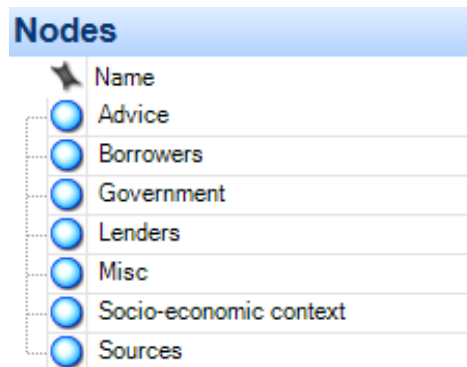 Nodes
Name
Advice
Borrowers
Government
Lenders
Misc
Socio-economic context
Sources